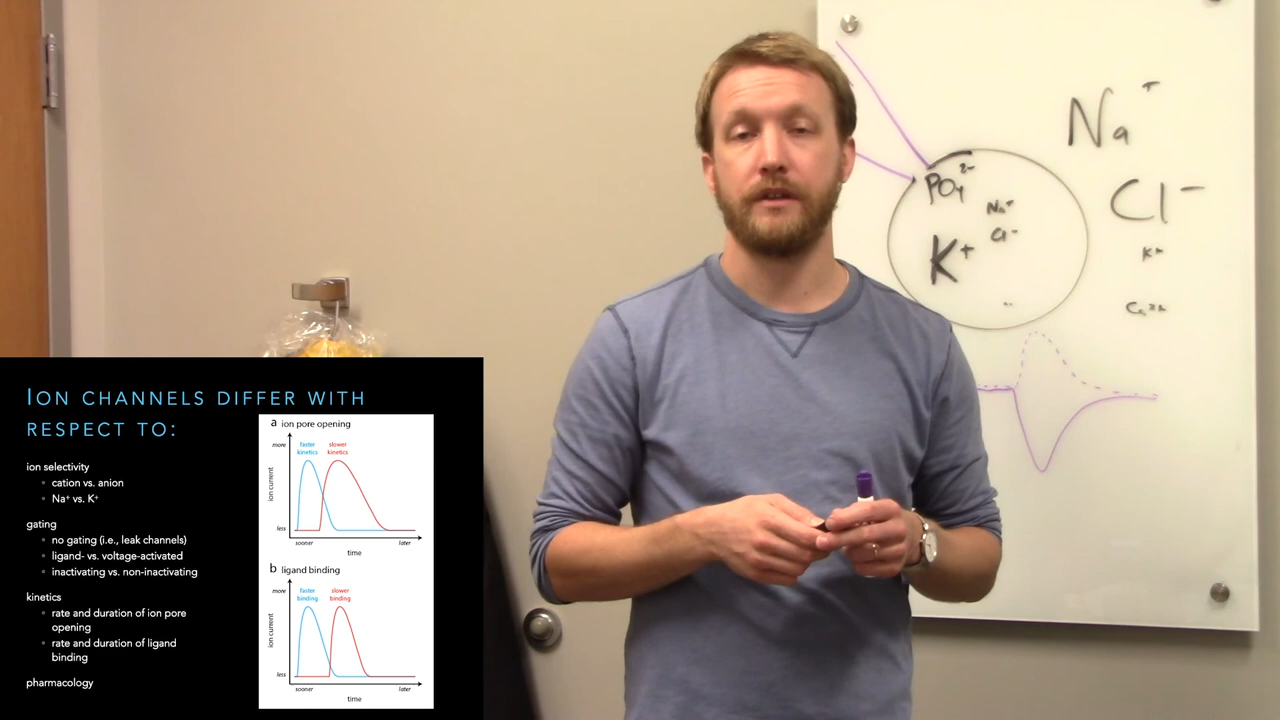 Na⁺
PO₄²⁻
Na⁺
Cl⁻
Cl⁻
K⁺
K⁺
Ca²⁺
ION CHANNELS DIFFER WITH
RESPECT TO:
ion selectivity
• cation vs. anion
• Na⁺ vs. K⁺
gating
• no gating (i.e., leak channels)
• ligand- vs. voltage-activated
• inactivating vs. non-inactivating
kinetics
• rate and duration of ion pore
opening
• rate and duration of ligand
binding
pharmacology
a ion pore opening
more
faster
kinetics
slower
kinetics
ion current
less
sooner
later
time
b ligand binding
more
faster
binding
slower
binding
ion current
less
sooner
later
time